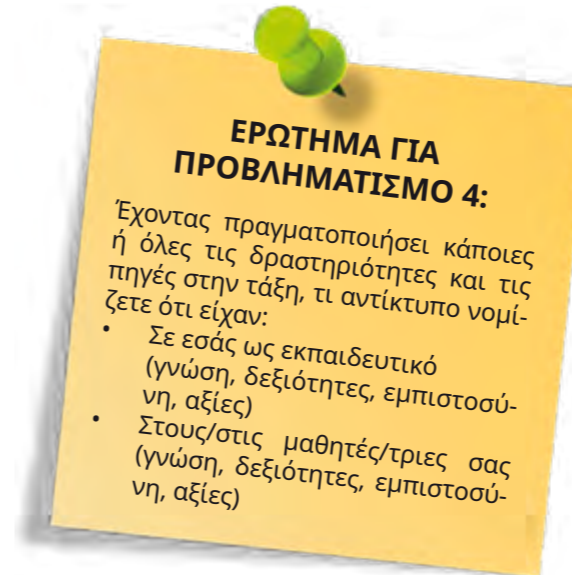 ΕΡΩΤΗΜΑ ΓΙΑ
ΠΡΟΒΛΗΜΑΤΙΣΜΟ 4:
Έχοντας πραγματοποιήσει κάποιες
ή όλες τις δραστηριότητες και τις
πηγές στην τάξη, τι αντίκτυπο νομί-
ζετε ότι είχαν:
• Σε εσάς ως εκπαιδευτικό
(γνώση, δεξιότητες, εμπιστοσύ-
νη, αξίες)
• Στους/στις μαθητές/τριες σας
(γνώση, δεξιότητες, εμπιστοσύ-
νη, αξίες)